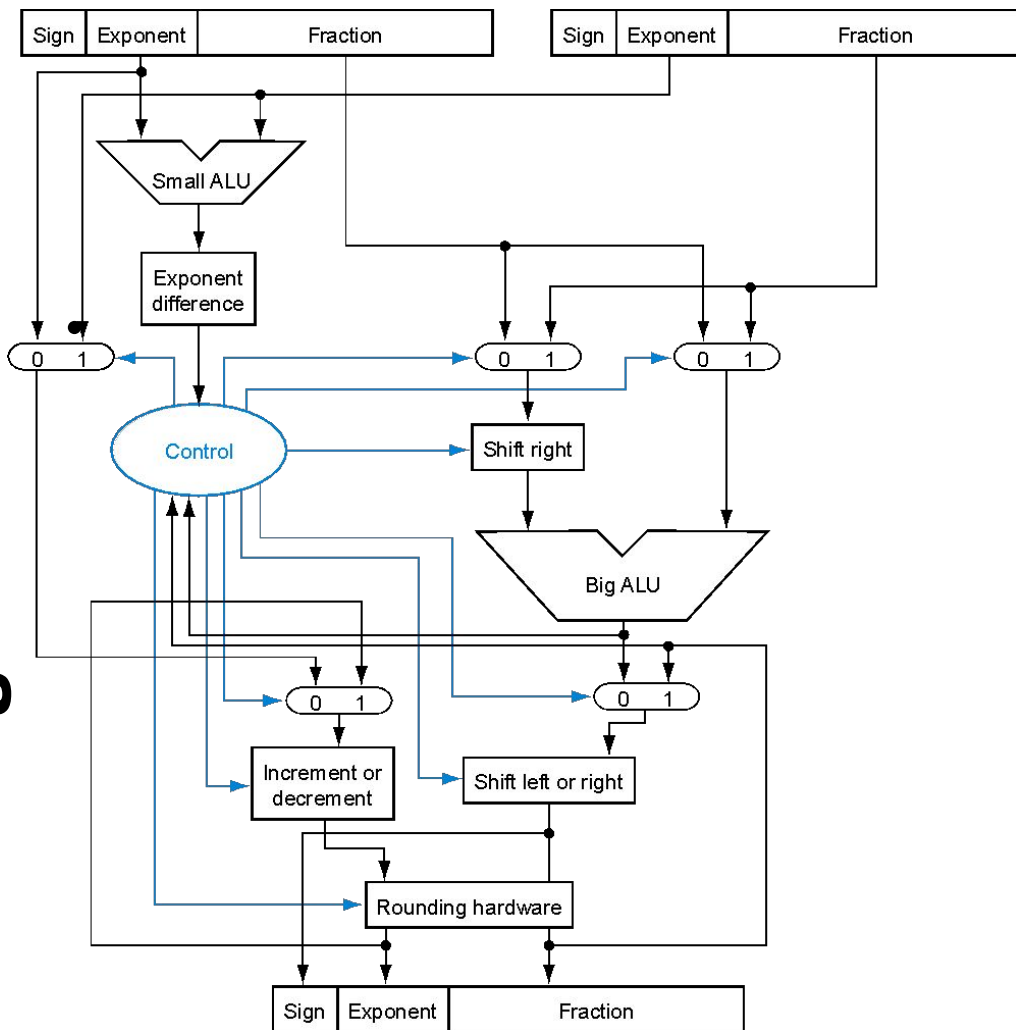 Sign Exponent Fraction Sign Exponent Fraction
Small ALU
Exponent
difference
0 1 0 1 0 1
Control Shift right
Big ALU
0 1 0 1
Increment or
decrement
Shift left or right
Rounding hardware
Sign Exponent Fraction